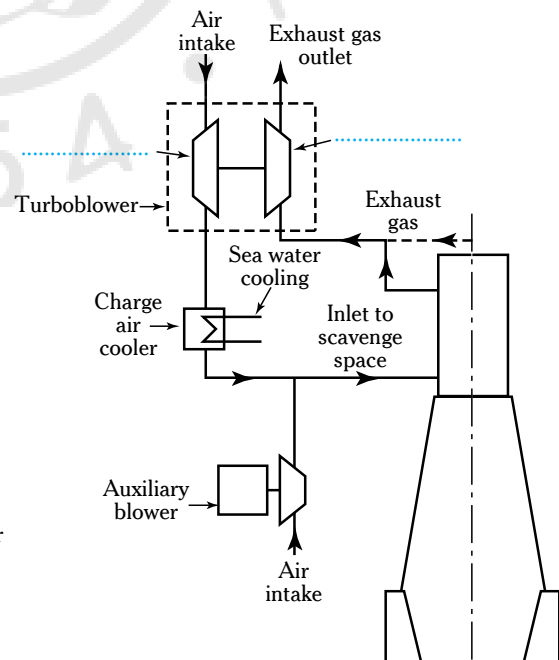 Air
intake
Exhaust gas
outlet
Turboblower
Exhaust
gas
Sea water
cooling
Charge
air
cooler
Inlet to
scavenge
space
Auxiliary
blower
Air
intake